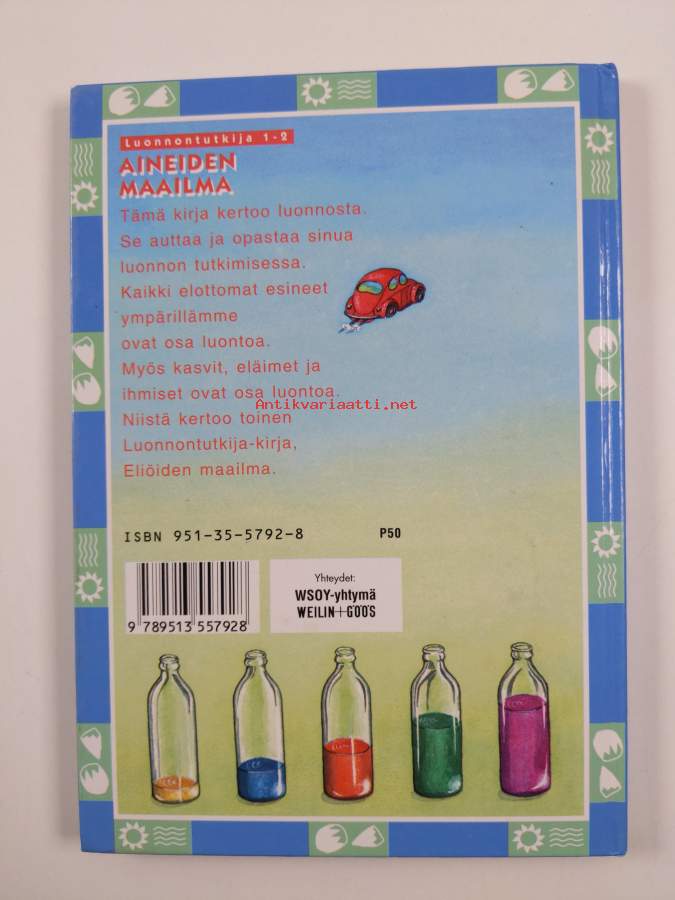 Luonnontutkija 1-2
AINEIDEN
MAAILMA
Tämä kirja kertoo luonnosta.
Se auttaa ja opastaa sinua
luonnon tutkimisessa.
Kaikki elottomat esineet
ympärillämme
ovat osa luontoa.
Myös kasvit, eläimet ja
ihmiset ovat osa luontoa.
Antikvariaatti.net
Niistä kertoo toinen
Luonnontutkija-kirja,
Eliöiden maailma.
ISBN 951-35-5792-8
P50
Yhteydet:
WSOY-yhtymä
WEILIN+GÖÖS
9 789513 557928